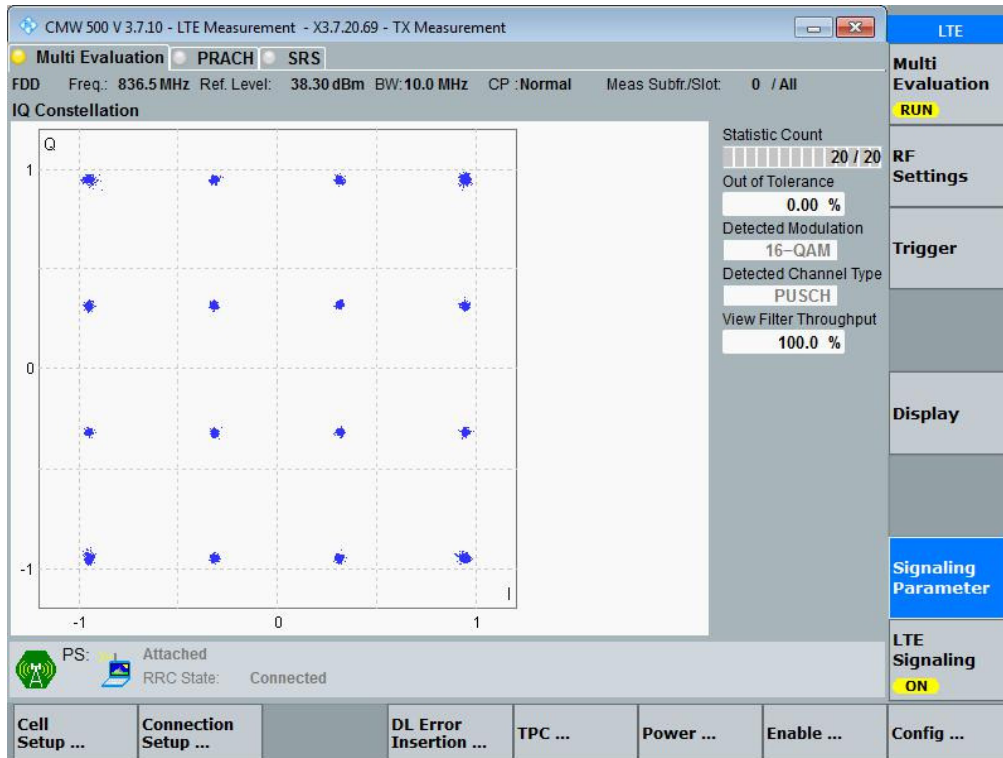 CMW 500 V 3.7.10 - LTE Measurement - X3.7.20.69 - TX Measurement
LTE
Multi Evaluation PRACH SRS
FDD Freq.: 836.5 MHz Ref. Level: 38.30 dBm BW: 10.0 MHz CP : Normal Meas Subfr./Slot: 0 / All
IQ Constellation
Q
1
0
-1
-1 0 1
I
Statistic Count
20 / 20
Out of Tolerance
0.00 %
Detected Modulation
16-QAM
Detected Channel Type
PUSCH
View Filter Throughput
100.0 %
Multi
Evaluation
RUN
RF
Settings
Trigger
Display
Signaling
Parameter
LTE
Signaling
ON
PS: Attached
RRC State: Connected
Cell
Setup ...
Connection
Setup ...
DL Error
Insertion ...
TPC ...
Power ...
Enable ...
Config ...